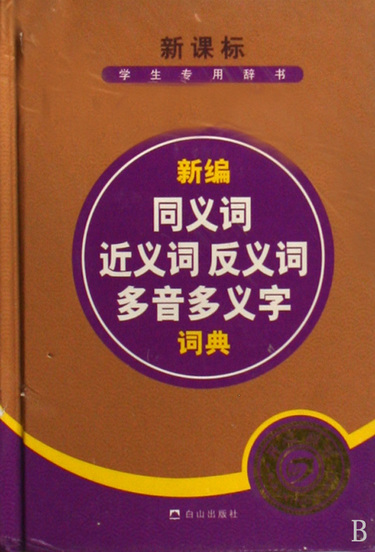 新课标
学生专用辞书
新编
同义词
近义词 反义词
多音多义字
词典
白山出版社
B